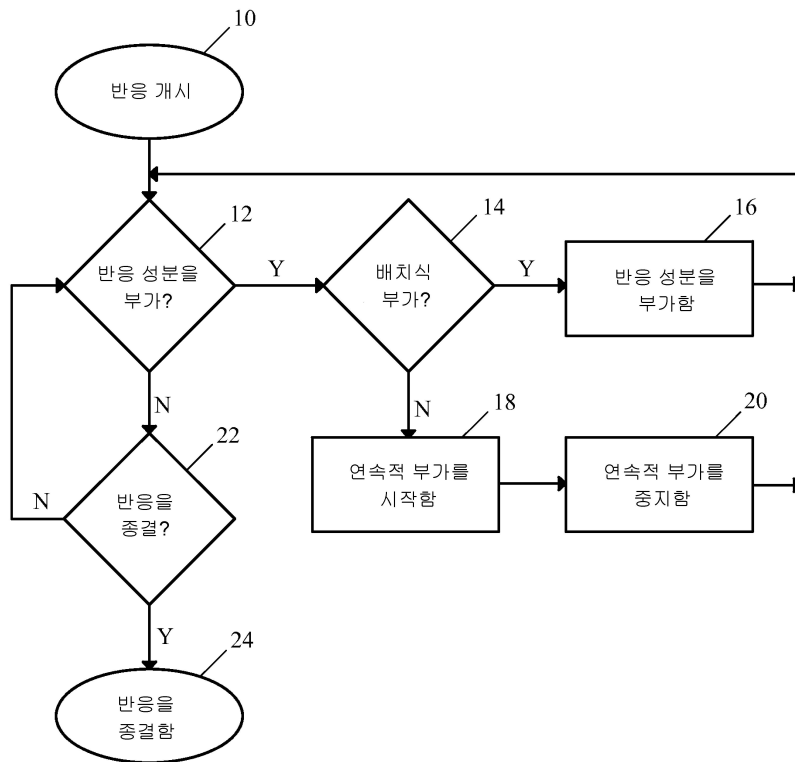 10
반응 개시
12
반응 성분을
부가?
Y
14
배치식
부가?
Y
16
반응 성분을
부가함
N
22
반응을
종결?
N
N
18
연속적 부가를
시작함
20
연속적 부가를
중지함
Y
24
반응을
종결함